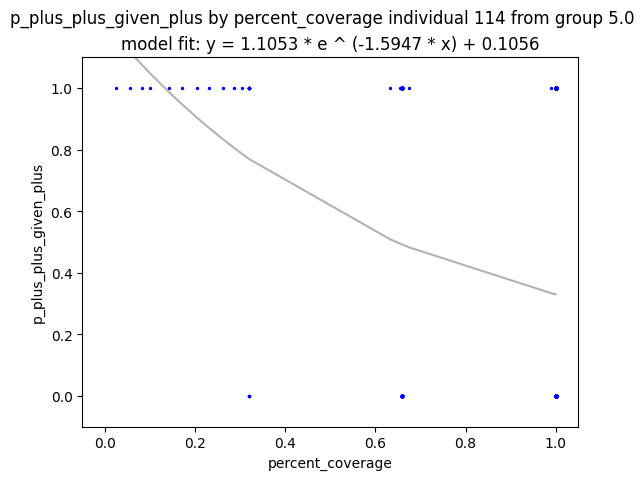 p_plus_plus_given_plus by percent_coverage individual 114 from group 5.0
model fit: y = 1.1053 * e ^ (-1.5947 * x) + 0.1056
1.0
0.8
0.6
0.4
0.2
0.0
p_plus_plus_given_plus
0.0 0.2 0.4 0.6 0.8 1.0
percent_coverage